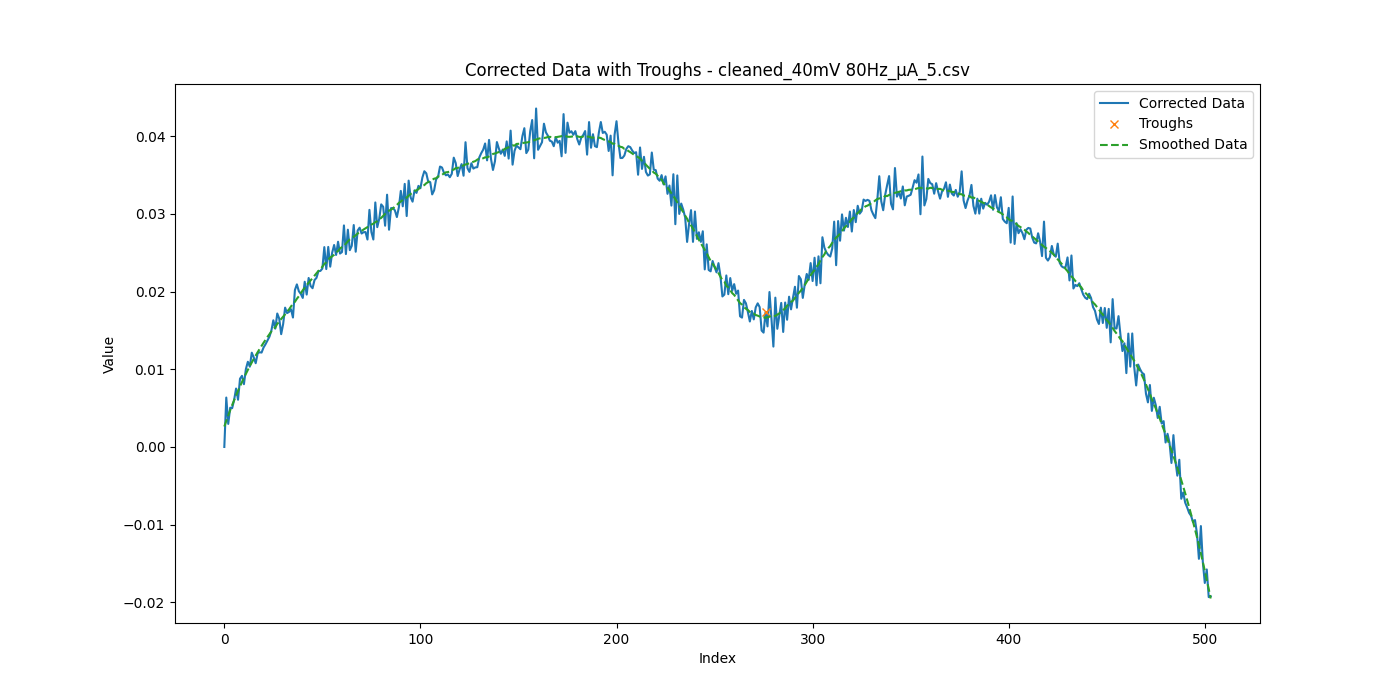 Corrected Data with Troughs - cleaned_40mV 80Hz_µA_5.csv
Corrected Data
Troughs
Smoothed Data
Value
0.04
0.03
0.02
0.01
0.00
−0.01
−0.02
0 100 200 300 400 500
Index